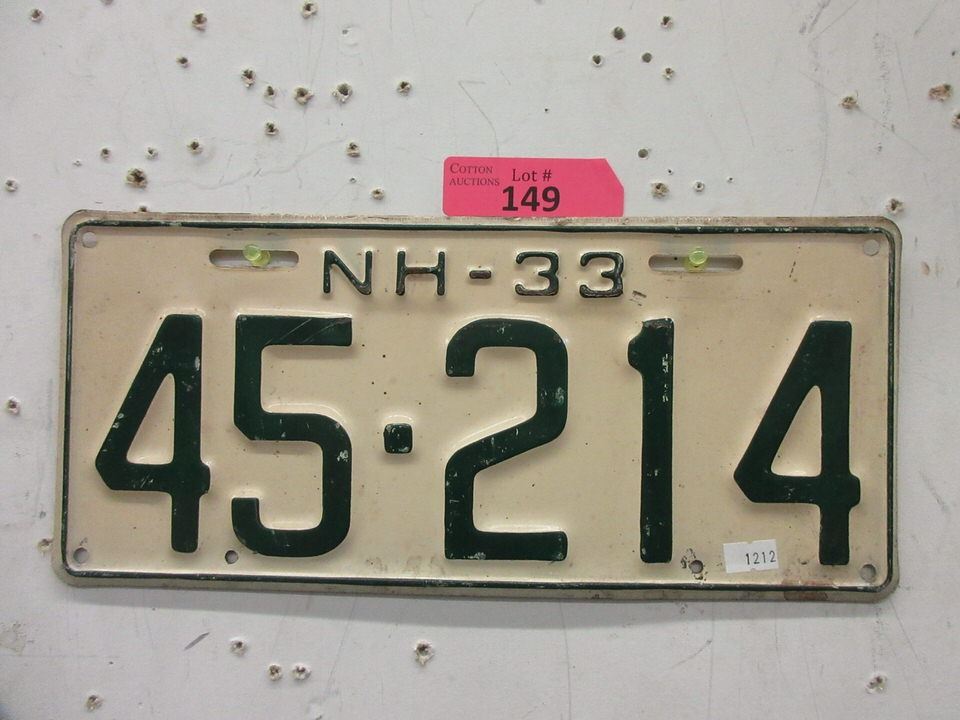 COTTON
AUCTIONS
Lot #
149
NH-33
45·214
1212